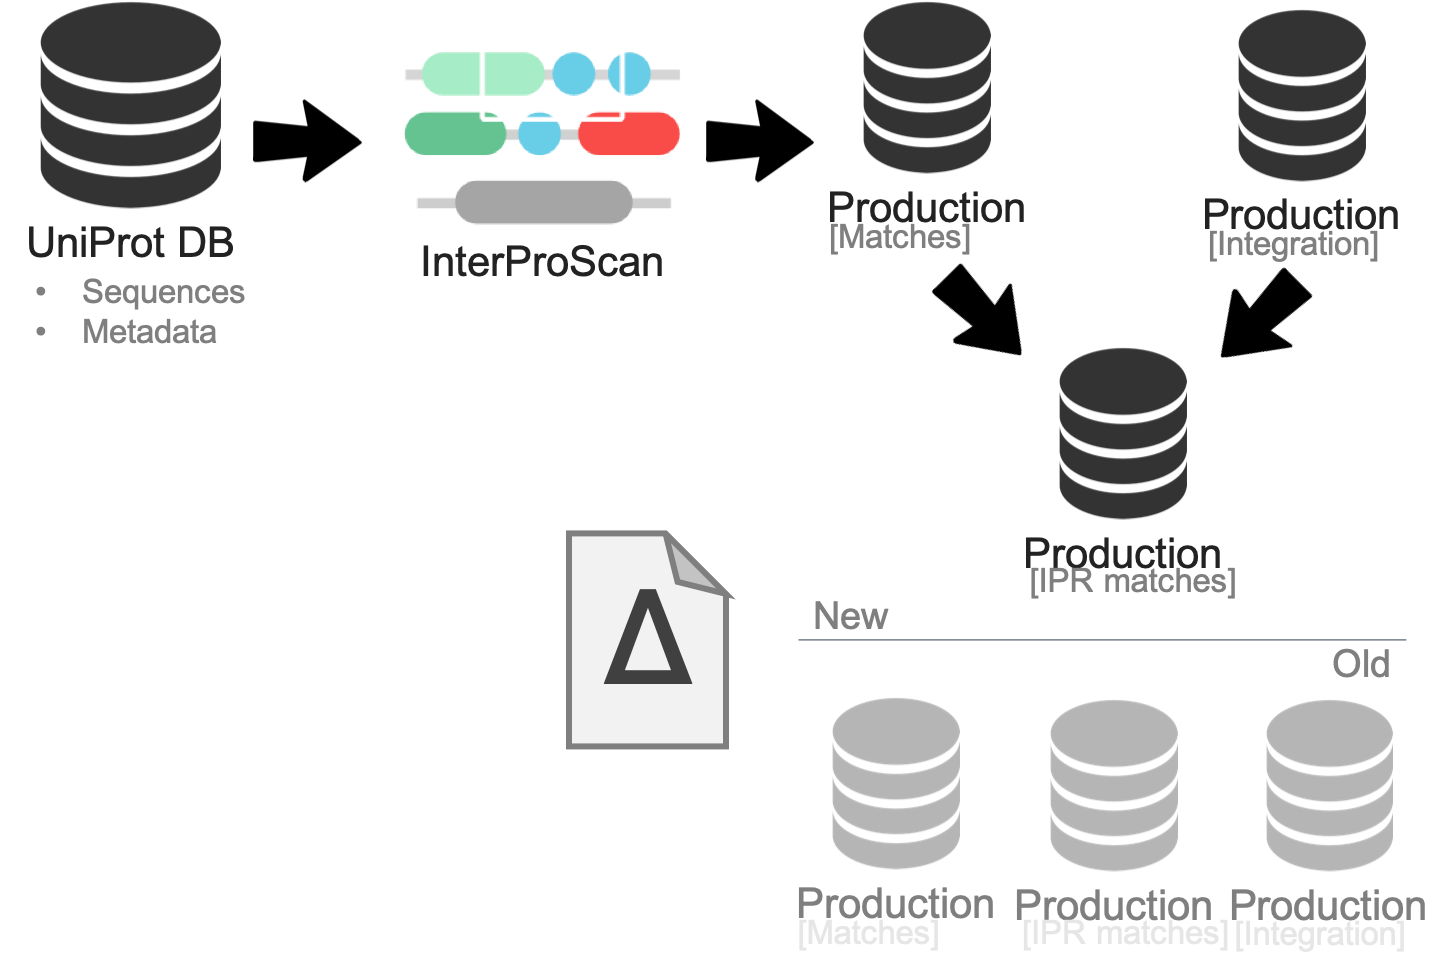 UniProt DB
• Sequences
• Metadata
InterProScan
Production
[Matches]
Production
[Integration]
Production
[IPR matches]
Δ
New
Old
Production
[Matches]
Production
[IPR matches]
Production
[Integration]